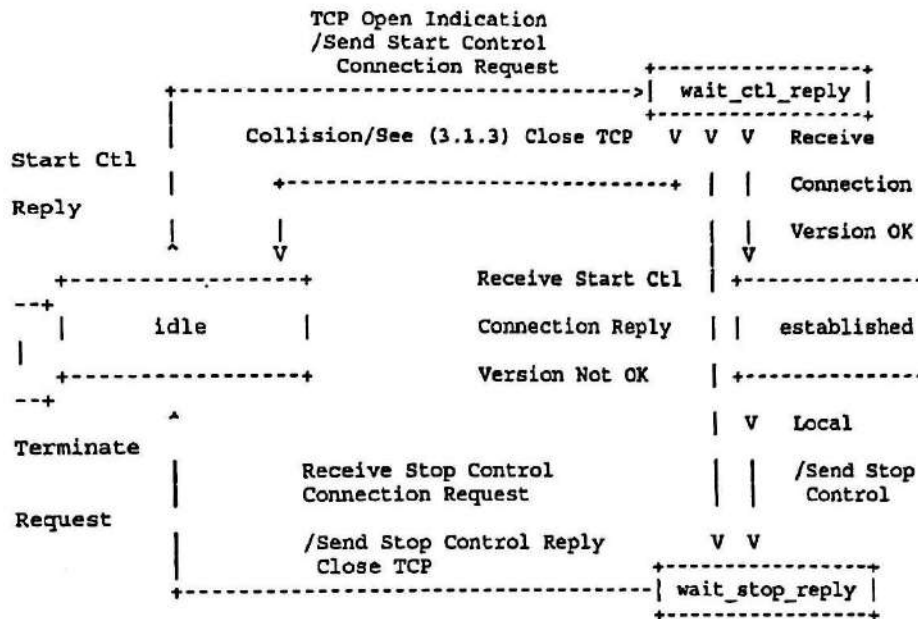 TCP Open Indication
/Send Start Control
Connection Request
wait_ctl_reply
Collision/See (3.1.3) Close TCP V V V Receive
Start Ctl
Connection
Reply
Version OK
V V
Receive Start Ctl
idle Connection Reply established
Version Not OK
V Local
Terminate
Receive Stop Control /Send Stop
Connection Request Control
Request
/Send Stop Control Reply V V
Close TCP
wait_stop_reply